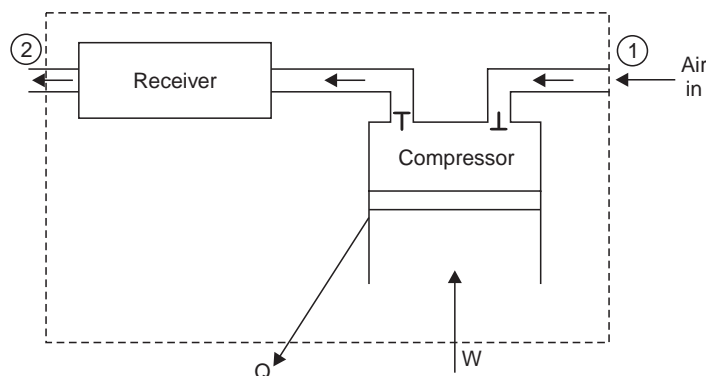 2
1
Receiver
Air
in
Compressor
Q
W